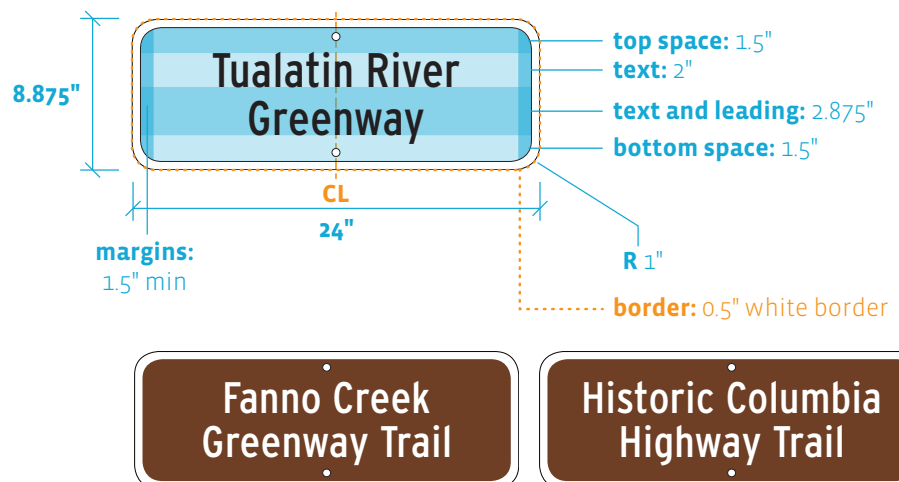 Tualatin River
Greenway
8.875"
top space: 1.5"
text: 2"
text and leading: 2.875"
bottom space: 1.5"
CL
24"
margins:
1.5" min
R 1"
border: 0.5" white border
Fanno Creek
Greenway Trail
Historic Columbia
Highway Trail